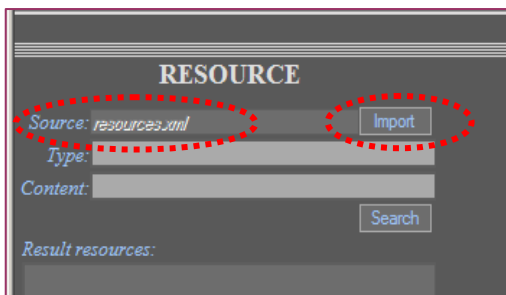 RESOURCE
Source: resources.xml Import
Type:
Content:
Search
Result resources: